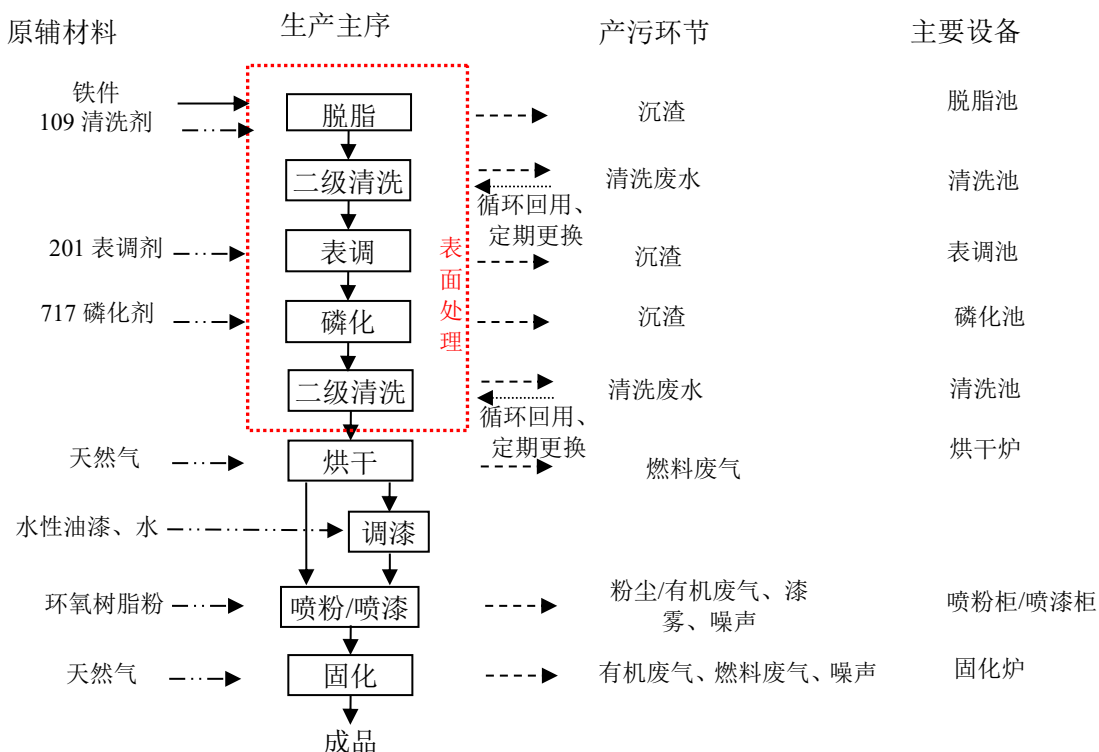 原辅材料 生产主序 产污环节 主要设备
铁件
109 清洗剂
脱脂 沉渣 脱脂池
二级清洗 清洗废水 清洗池
循环回用、
定期更换
201 表调剂 表调 沉渣 表调池
表面处理
717 磷化剂 磷化 沉渣 磷化池
二级清洗 清洗废水 清洗池
循环回用、
定期更换
天然气 烘干 燃料废气 烘干炉
水性油漆、水 调漆
环氧树脂粉 喷粉/喷漆 粉尘/有机废气、漆
雾、噪声
喷粉柜/喷漆柜
天然气 固化 有机废气、燃料废气、噪声 固化炉
成品